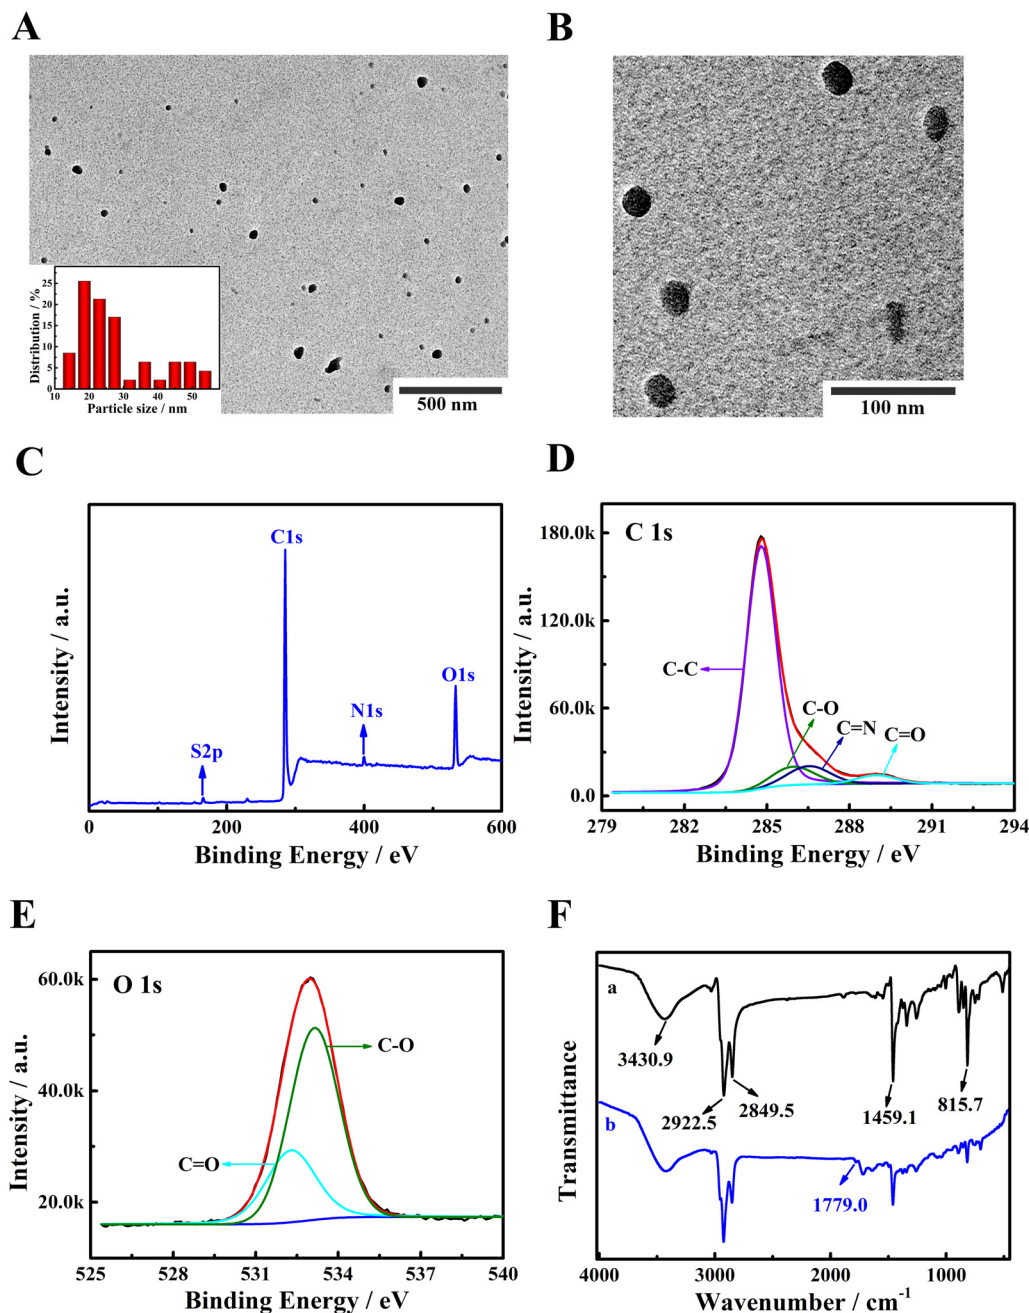 A
B
25
20
15
10
5
0
Distribution / %
10 20 30 40 50
Particle size / nm
500 nm
100 nm
C
D
C1s
O1s
N1s
S2p
Intensity / a.u.
0 200 400 600
Binding Energy / eV
C 1s
180.0k
120.0k
60.0k
0.0
C-C
C-O
C=N
C=O
Intensity / a.u.
279 282 285 288 291 294
Binding Energy / eV
E
F
O 1s
60.0k
40.0k
20.0k
C-O
C=O
Intensity / a.u.
525 528 531 534 537 540
Binding Energy / eV
a
3430.9
2922.5
2849.5
1459.1
815.7
b
1779.0
Transmittance
4000 3000 2000 1000
Wavenumber / cm⁻¹